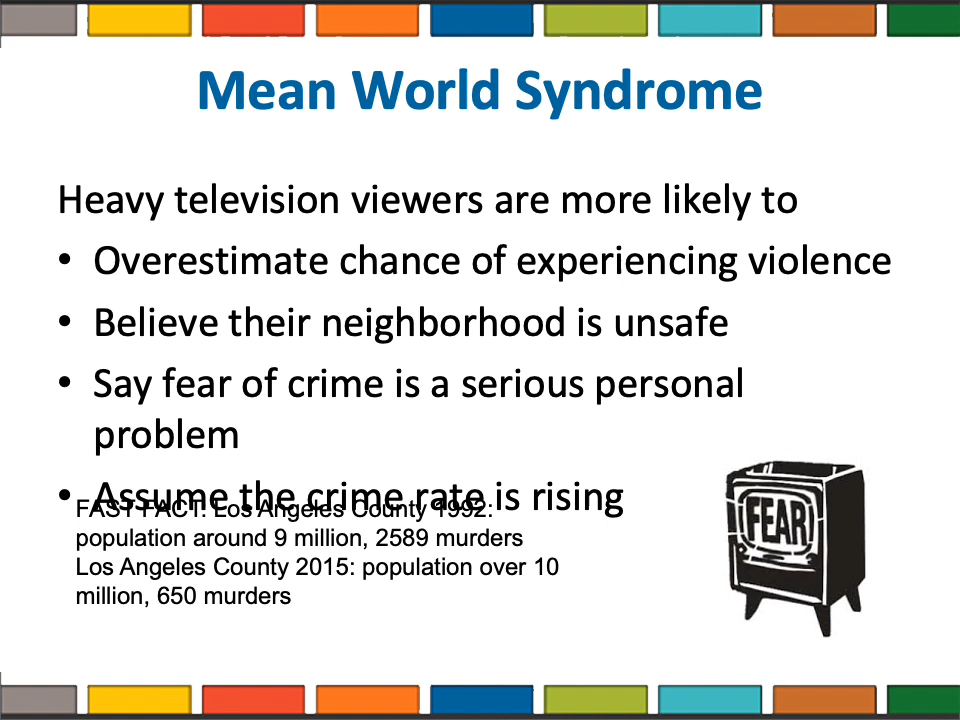 Mean World Syndrome
Heavy television viewers are more likely to
• Overestimate chance of experiencing violence
• Believe their neighborhood is unsafe
• Say fear of crime is a serious personal
problem
• Assume the crime rate is rising
FAST FACT: Los Angeles County 1992:
population around 9 million, 2589 murders
Los Angeles County 2015: population over 10
million, 650 murders
FEAR